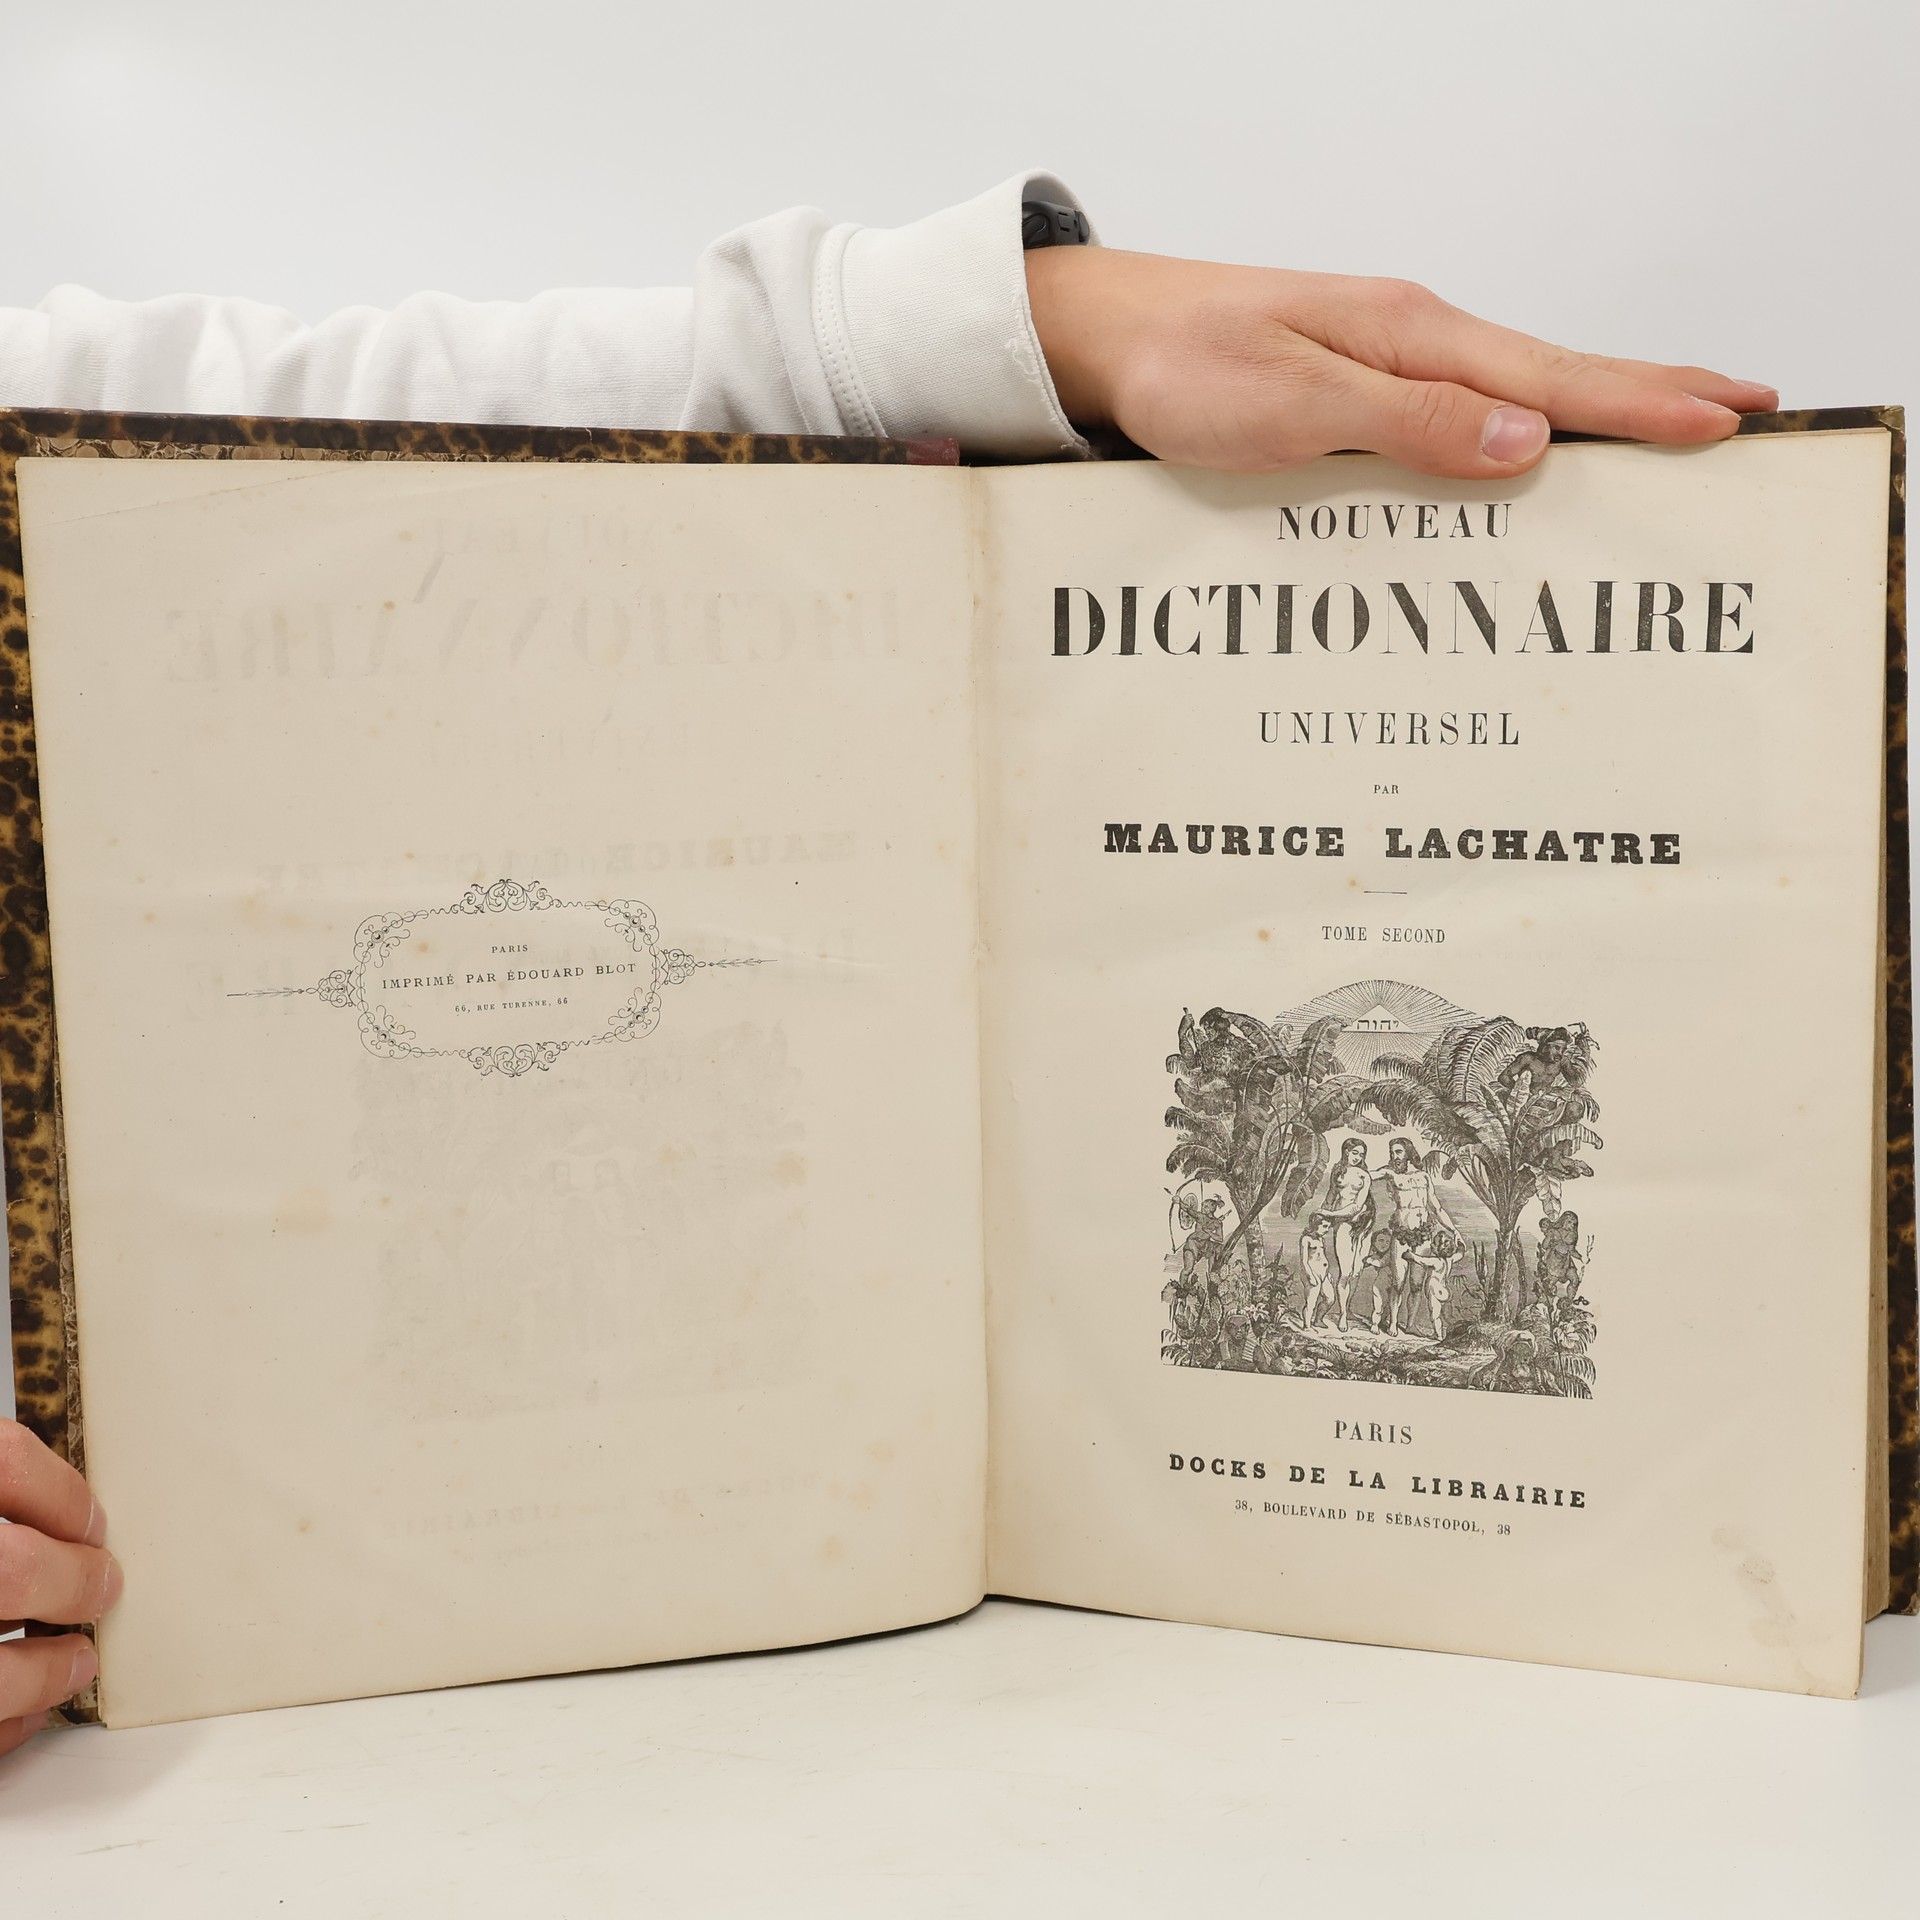 PARIS
IMPRIMÉ PAR ÉDOUARD BLOT
66, RUE TURENNE, 66
NOUVEAU
DICTIONNAIRE
UNIVERSEL
PAR
MAURICE LACHATRE
TOME SECOND
יהוה
PARIS
DOCKS DE LA LIBRAIRIE
38, BOULEVARD DE SÉBASTOPOL, 38